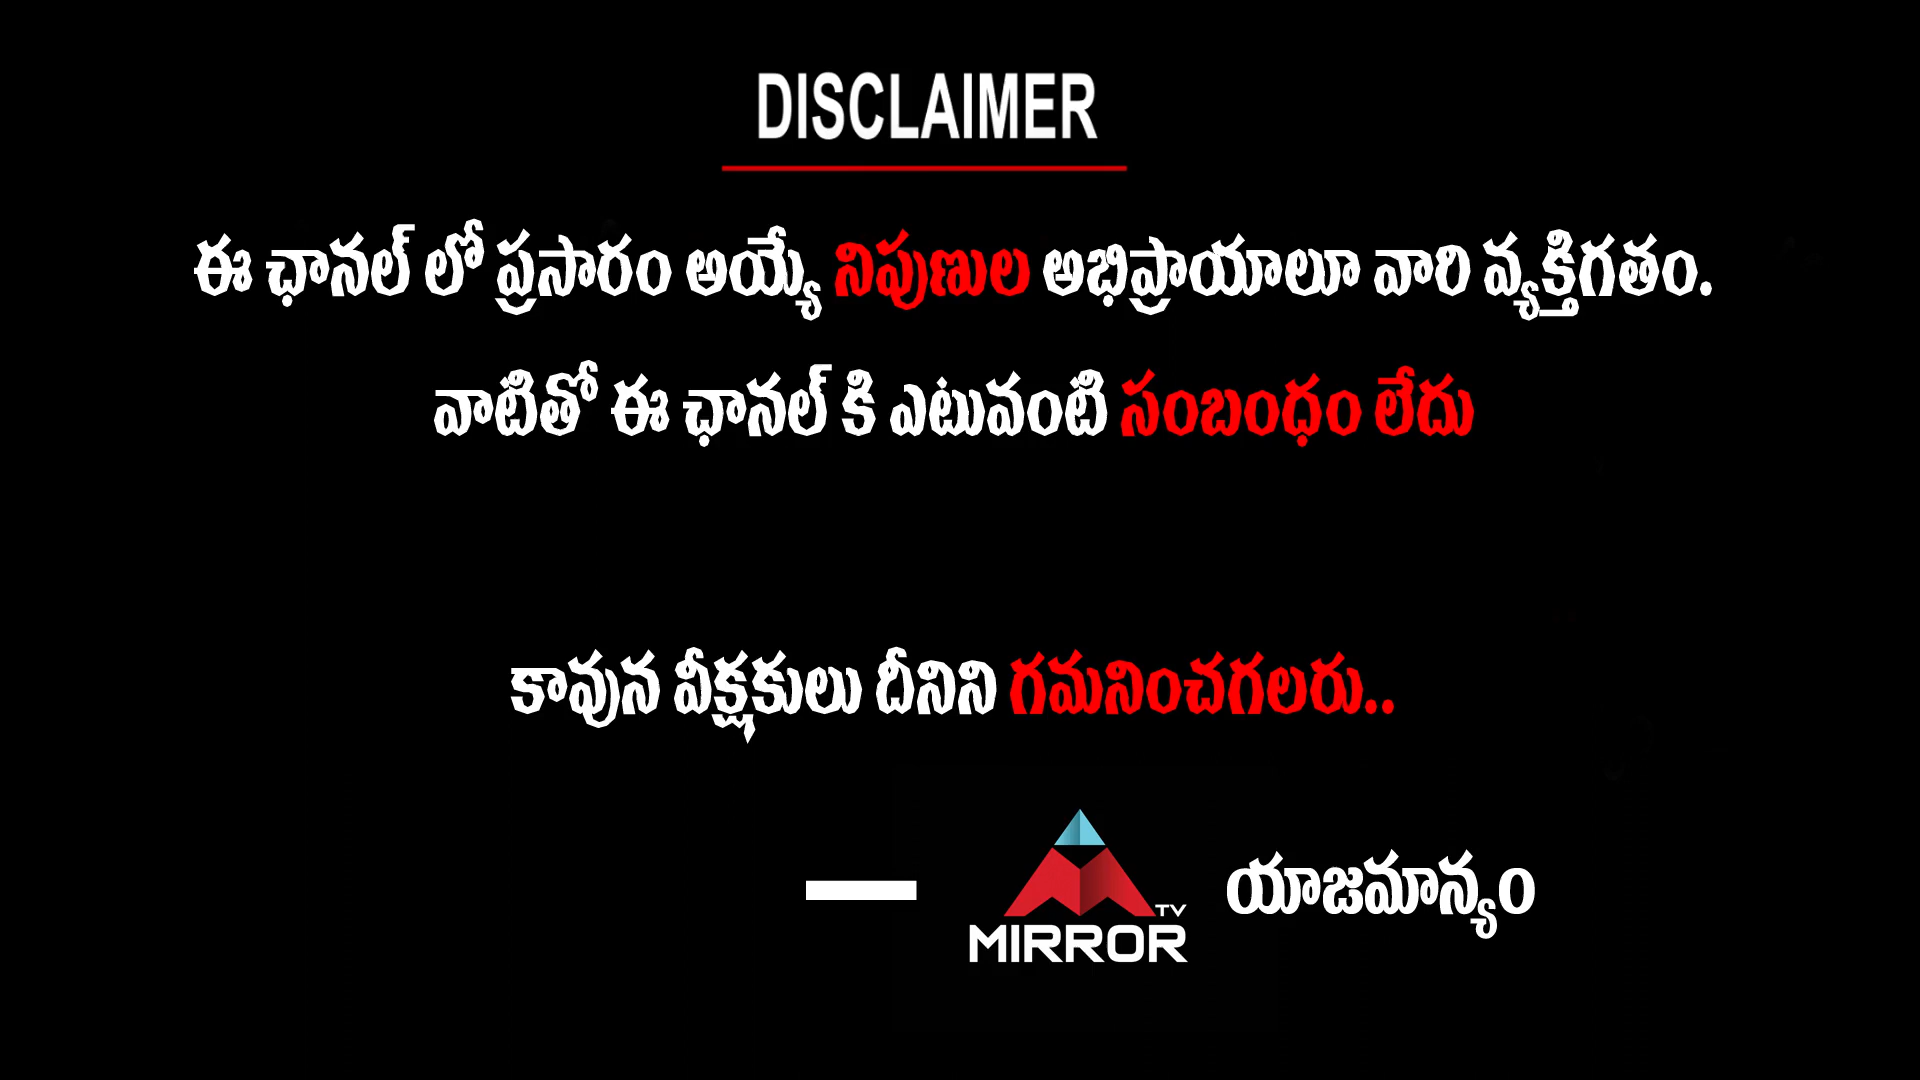 DISCLAIMER
ఈ ఛానల్ లో ప్రసారం అయ్యే నిపుణుల అభిప్రాయాలూ వారి వ్యక్తిగతం.
వాటితో ఈ ఛానల్ కి ఎటువంటి సంబంధం లేదు
కావున వీక్షకులు దీనిని గమనించగలరు..
— MIRROR TV యాజమాన్యం